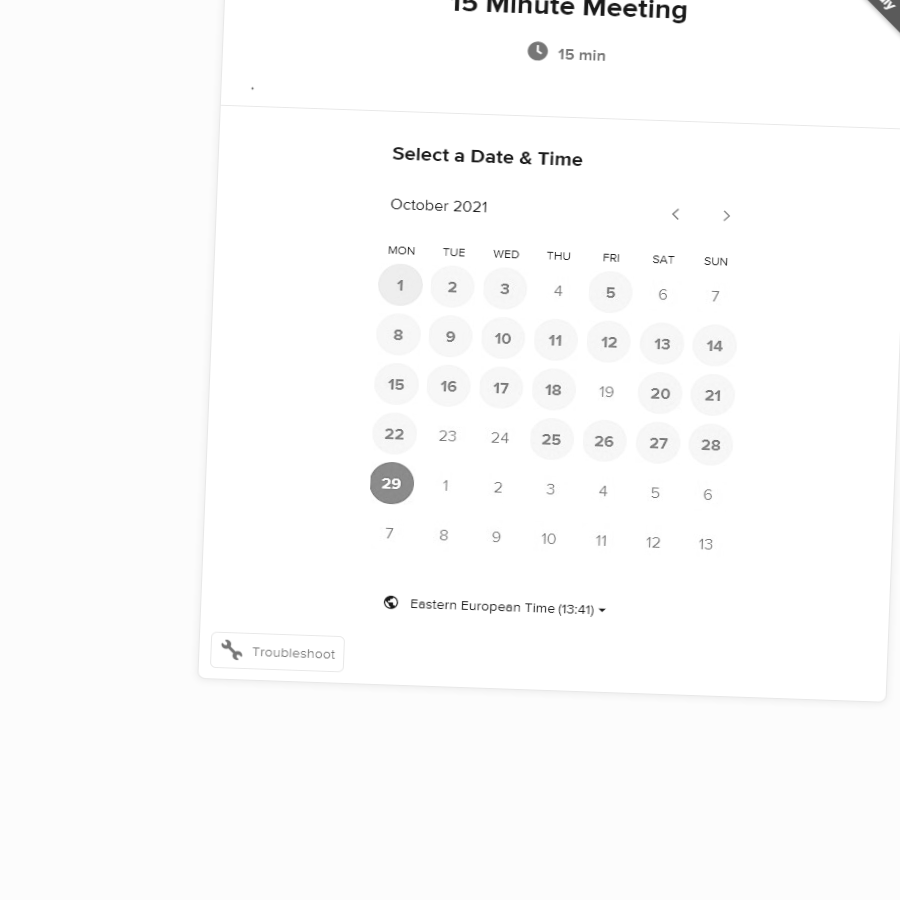 15 Minute Meeting
15 min
.
Select a Date & Time
October 2021
MON TUE WED THU FRI SAT SUN
1 2 3 4 5 6 7
8 9 10 11 12 13 14
15 16 17 18 19 20 21
22 23 24 25 26 27 28
29 1 2 3 4 5 6
7 8 9 10 11 12 13
Eastern European Time (13:41)
Troubleshoot